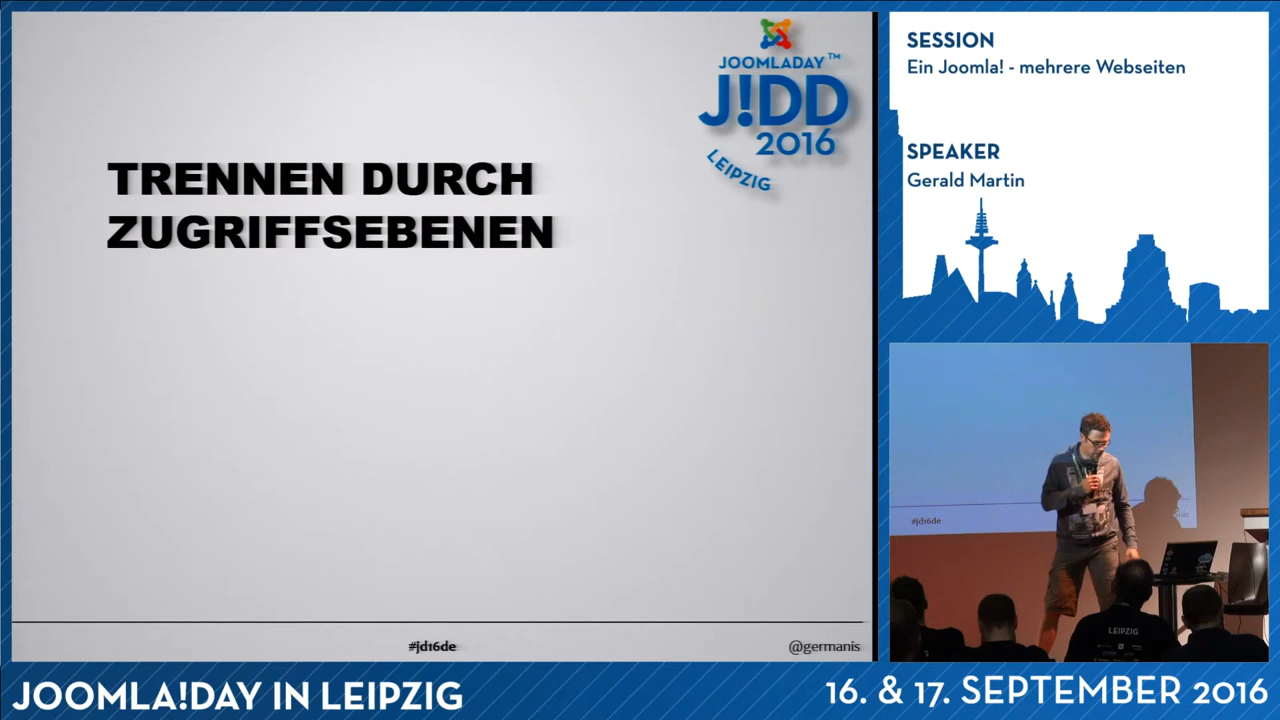 JOOMLADAY™
J!DD
2016
LEIPZIG
TRENNEN DURCH
ZUGRIFFSEBENEN
#jd16de
@germanis
SESSION
Ein Joomla! - mehrere Webseiten
SPEAKER
Gerald Martin
#jd16de
LEIPZIG
JOOMLA!DAY IN LEIPZIG
16. & 17. SEPTEMBER 2016